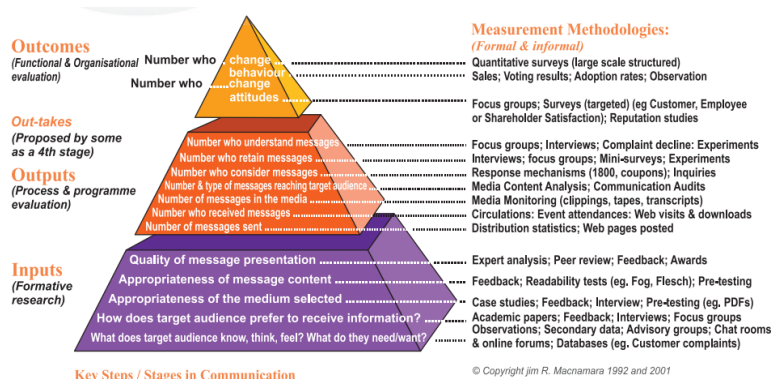 Measurement Methodologies:
(Formal & informal)
Outcomes
(Functional & Organisational
evaluation)
Number who change
behaviour
Quantitative surveys (large scale structured)
Sales; Voting results; Adoption rates; Observation
Number who change
attitudes
Focus groups; Surveys (targeted) (eg Customer, Employee
or Shareholder Satisfaction); Reputation studies
Out-takes
(Proposed by some
as a 4th stage)
Outputs
(Process & programme
evaluation)
Number who understand messages
Focus groups; Interviews; Complaint decline: Experiments
Number who retain messages
Interviews; focus groups; Mini-surveys; Experiments
Number who consider messages
Response mechanisms (1800, coupons); Inquiries
Number & type of messages reaching target audience
Media Content Analysis; Communication Audits
Number of messages in the media
Media Monitoring (clippings, tapes, transcripts)
Number who received messages
Circulations: Event attendances: Web visits & downloads
Number of messages sent
Distribution statistics; Web pages posted
Inputs
(Formative
research)
Quality of message presentation
Expert analysis; Peer review; Feedback; Awards
Appropriateness of message content
Feedback; Readability tests (eg Fog, Flesch); Pre-testing
Appropriateness of the medium selected
Case studies; Feedback; Interview; Pre-testing (eg. PDFs)
How does target audience prefer to receive information?
Academic papers; Feedback; Interviews; Focus groups
What does target audience know, think, feel? What do they need/want?
Observations; Secondary data; Advisory groups; Chat rooms
& online forums; Databases (eg. Customer complaints)
Key Steps / Stages in Communication
© Copyright jim R. Macnamara 1992 and 2001